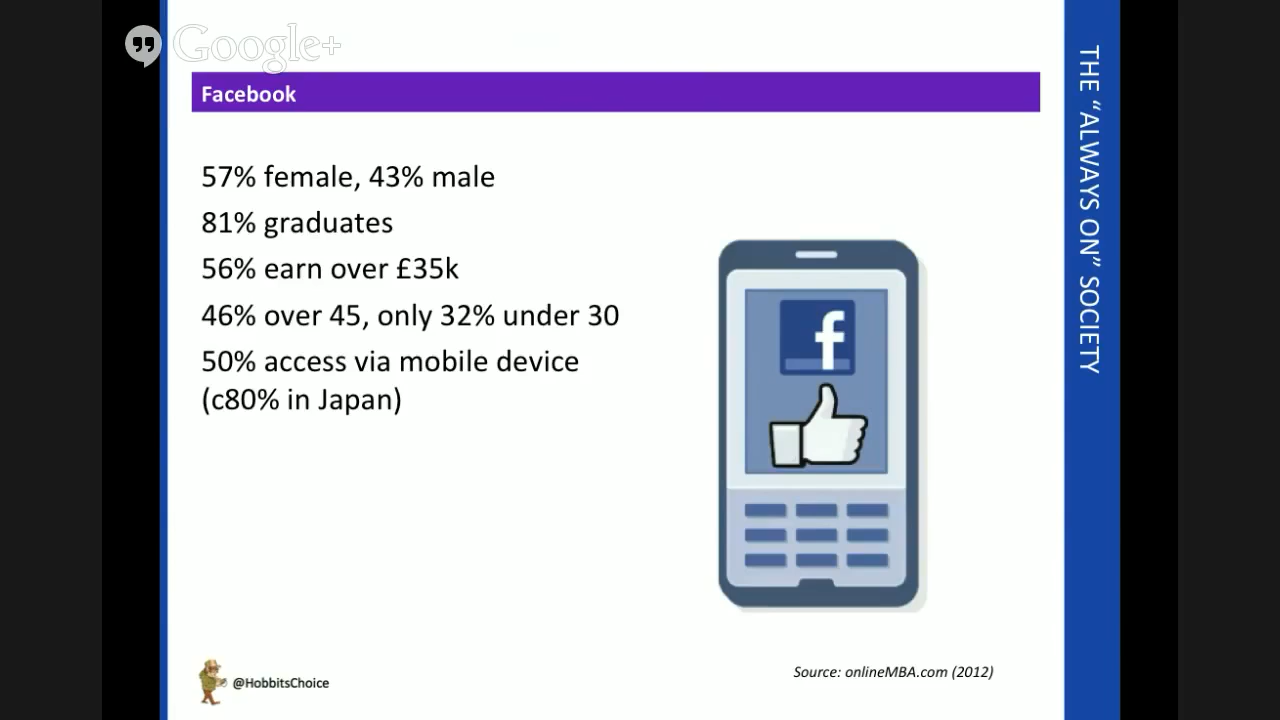 Google+
Facebook
57% female, 43% male
81% graduates
56% earn over £35k
46% over 45, only 32% under 30
50% access via mobile device
(c80% in Japan)
f
@HobbitsChoice
Source: onlineMBA.com (2012)
THE “ALWAYS ON” SOCIETY